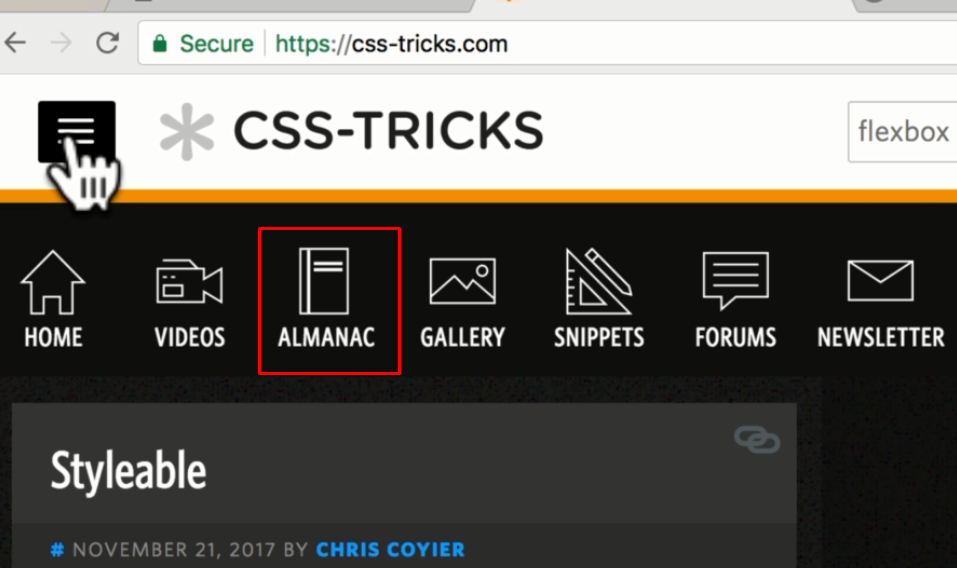 Secure https://css-tricks.com
CSS-TRICKS
flexbox
HOME VIDEOS ALMANAC GALLERY SNIPPETS FORUMS NEWSLETTER
Styleable
# NOVEMBER 21, 2017 BY CHRIS COYIER